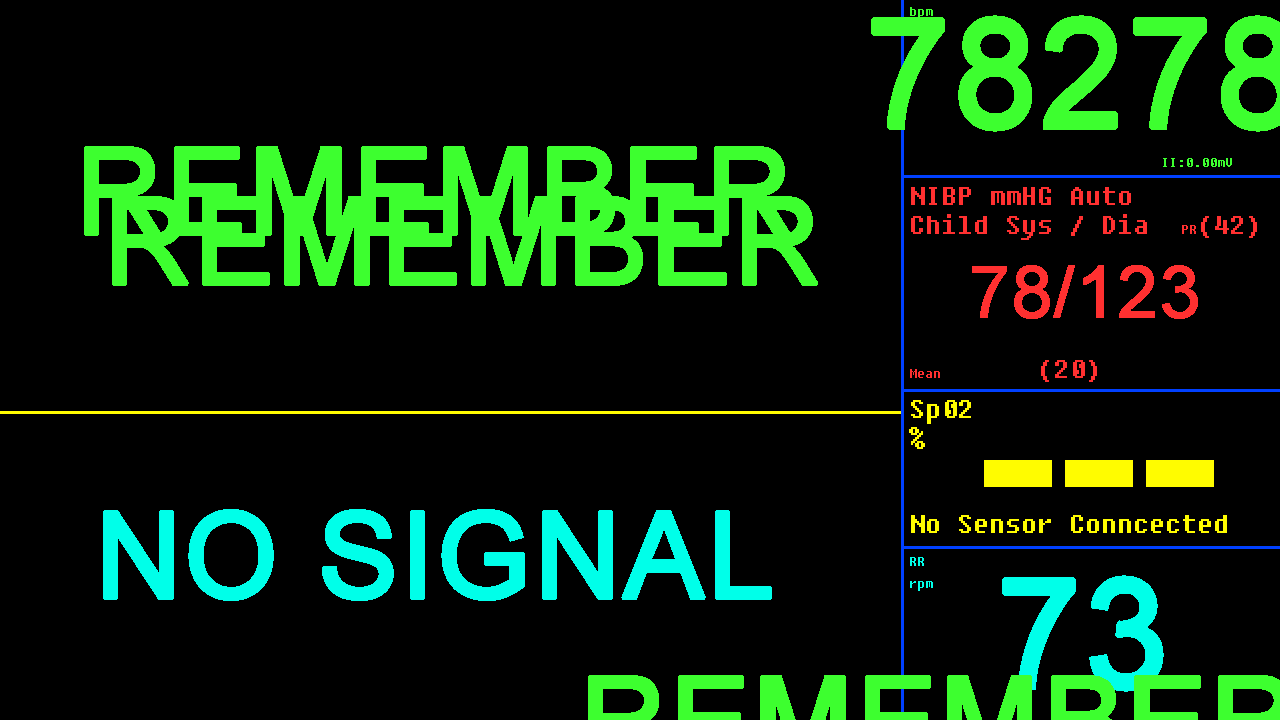 bpm
78278
II:0.00mV
REMEMBER
REMEMBER
NIBP mmHG Auto
Child Sys / Dia PR(42)
78/123
Mean (20)
Sp02
%
No Sensor Conncected
NO SIGNAL
RR
rpm
73
REMEMBER